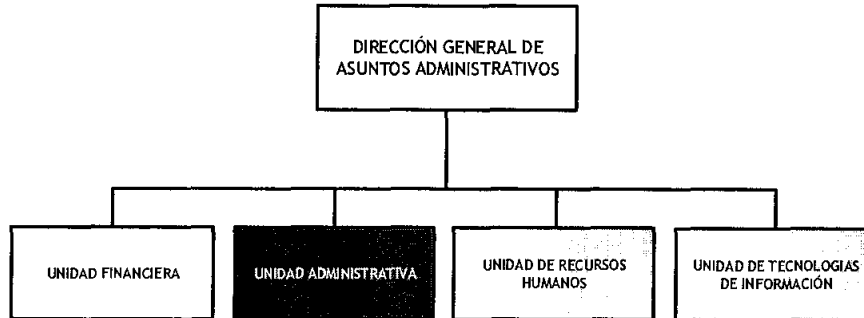 DIRECCIÓN GENERAL DE
ASUNTOS ADMINISTRATIVOS
UNIDAD FINANCIERA
UNIDAD ADMINISTRATIVA
UNIDAD DE RECURSOS
HUMANOS
UNIDAD DE TECNOLOGIAS
DE INFORMACIÓN